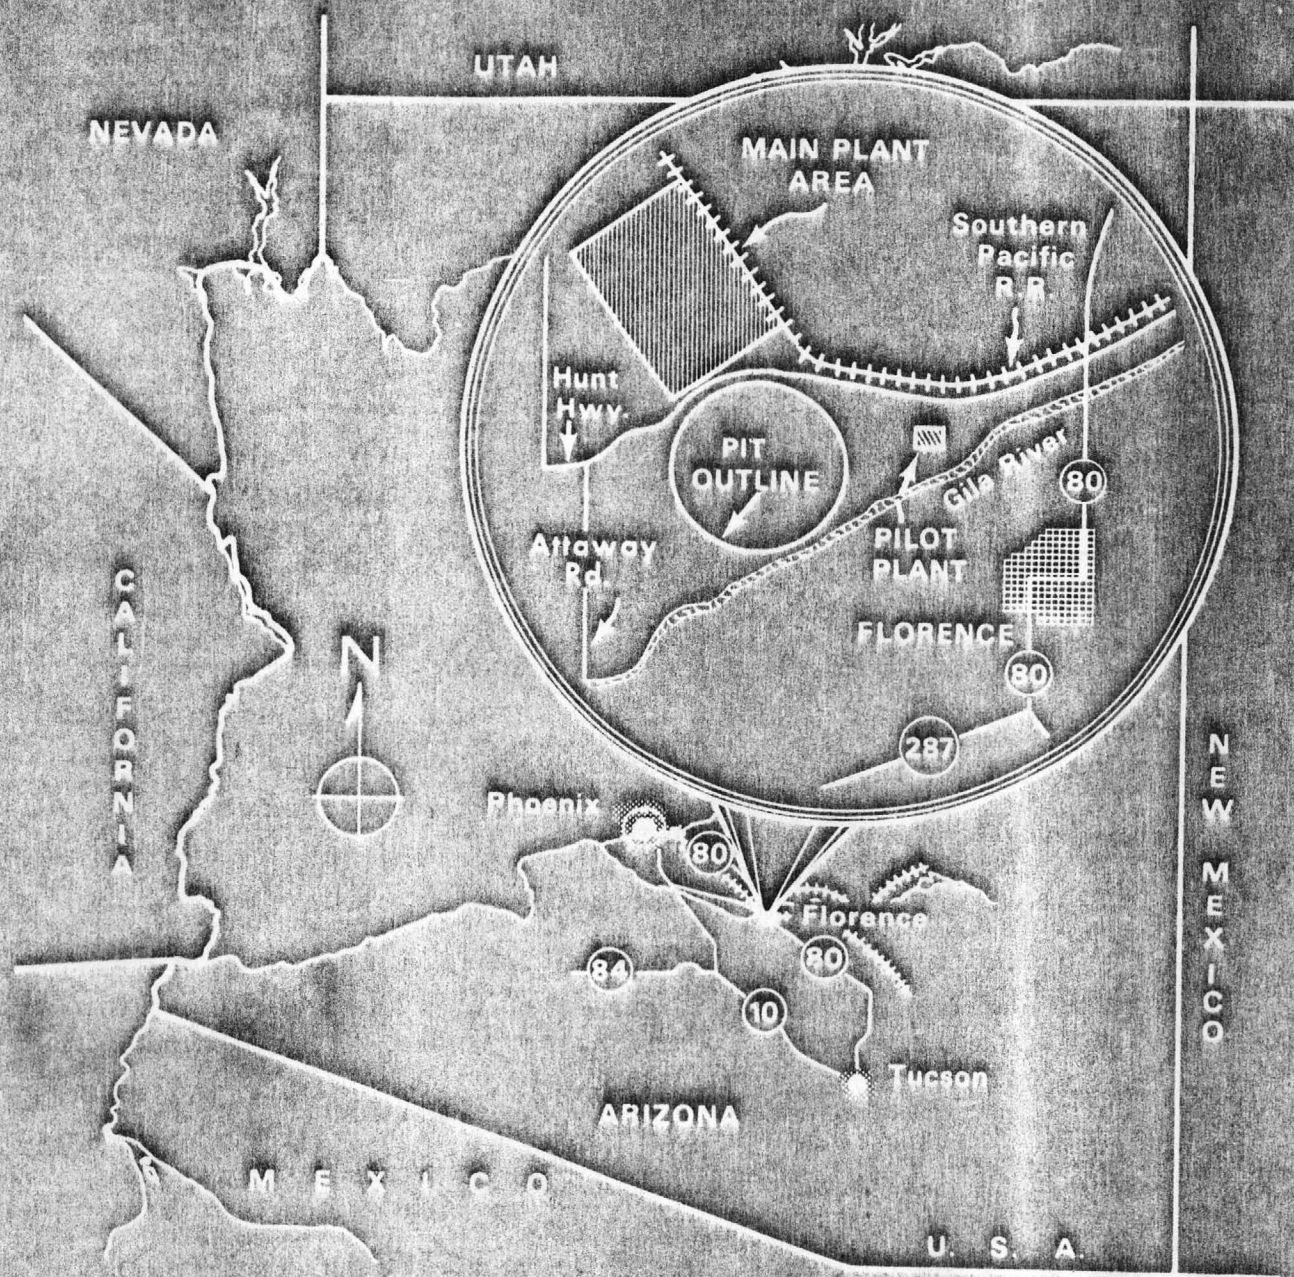 UTAH
NEVADA
MAIN PLANT
AREA
Southern
Pacific
R.R.
Hunt
Hwy.
PIT
OUTLINE
Gila River
80
Attaway
Rd.
PILOT
PLANT
FLORENCE
80
287
CALIFORNIA
N
NEW MEXICO
Phoenix
80
Florence
80
84
10
Tucson
ARIZONA
MEXICO
U. S. A.